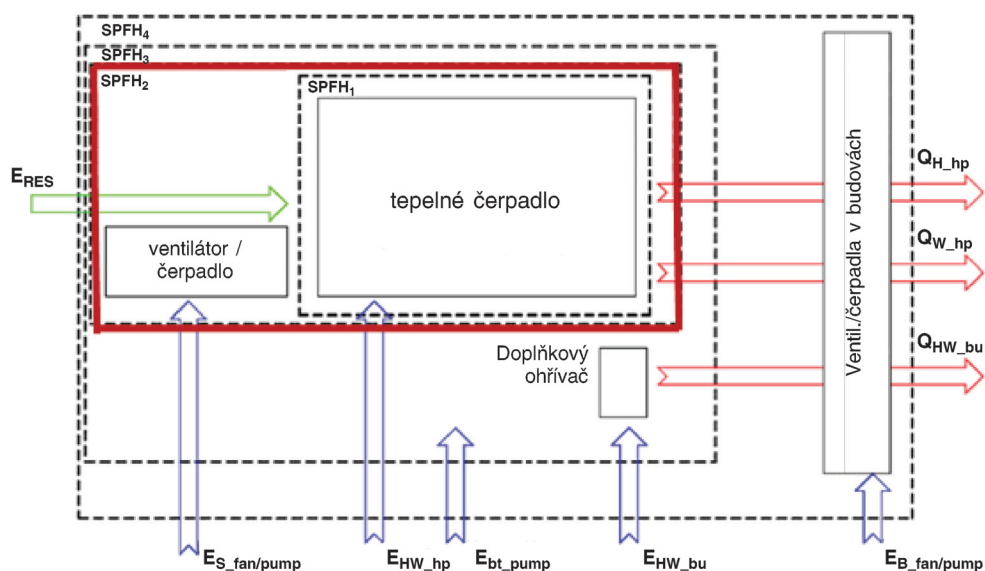 SPFH4
SPFH3
SPFH2
SPFH1
ERES
tepelné čerpadlo
ventilátor /
čerpadlo
Ventil./čerpadla v budovách
QH_hp
QW_hp
Doplňkový
ohřívač
QHW_bu
ES_fan/pump
EHW_hp
Ebt_pump
EHW_bu
EB_fan/pump